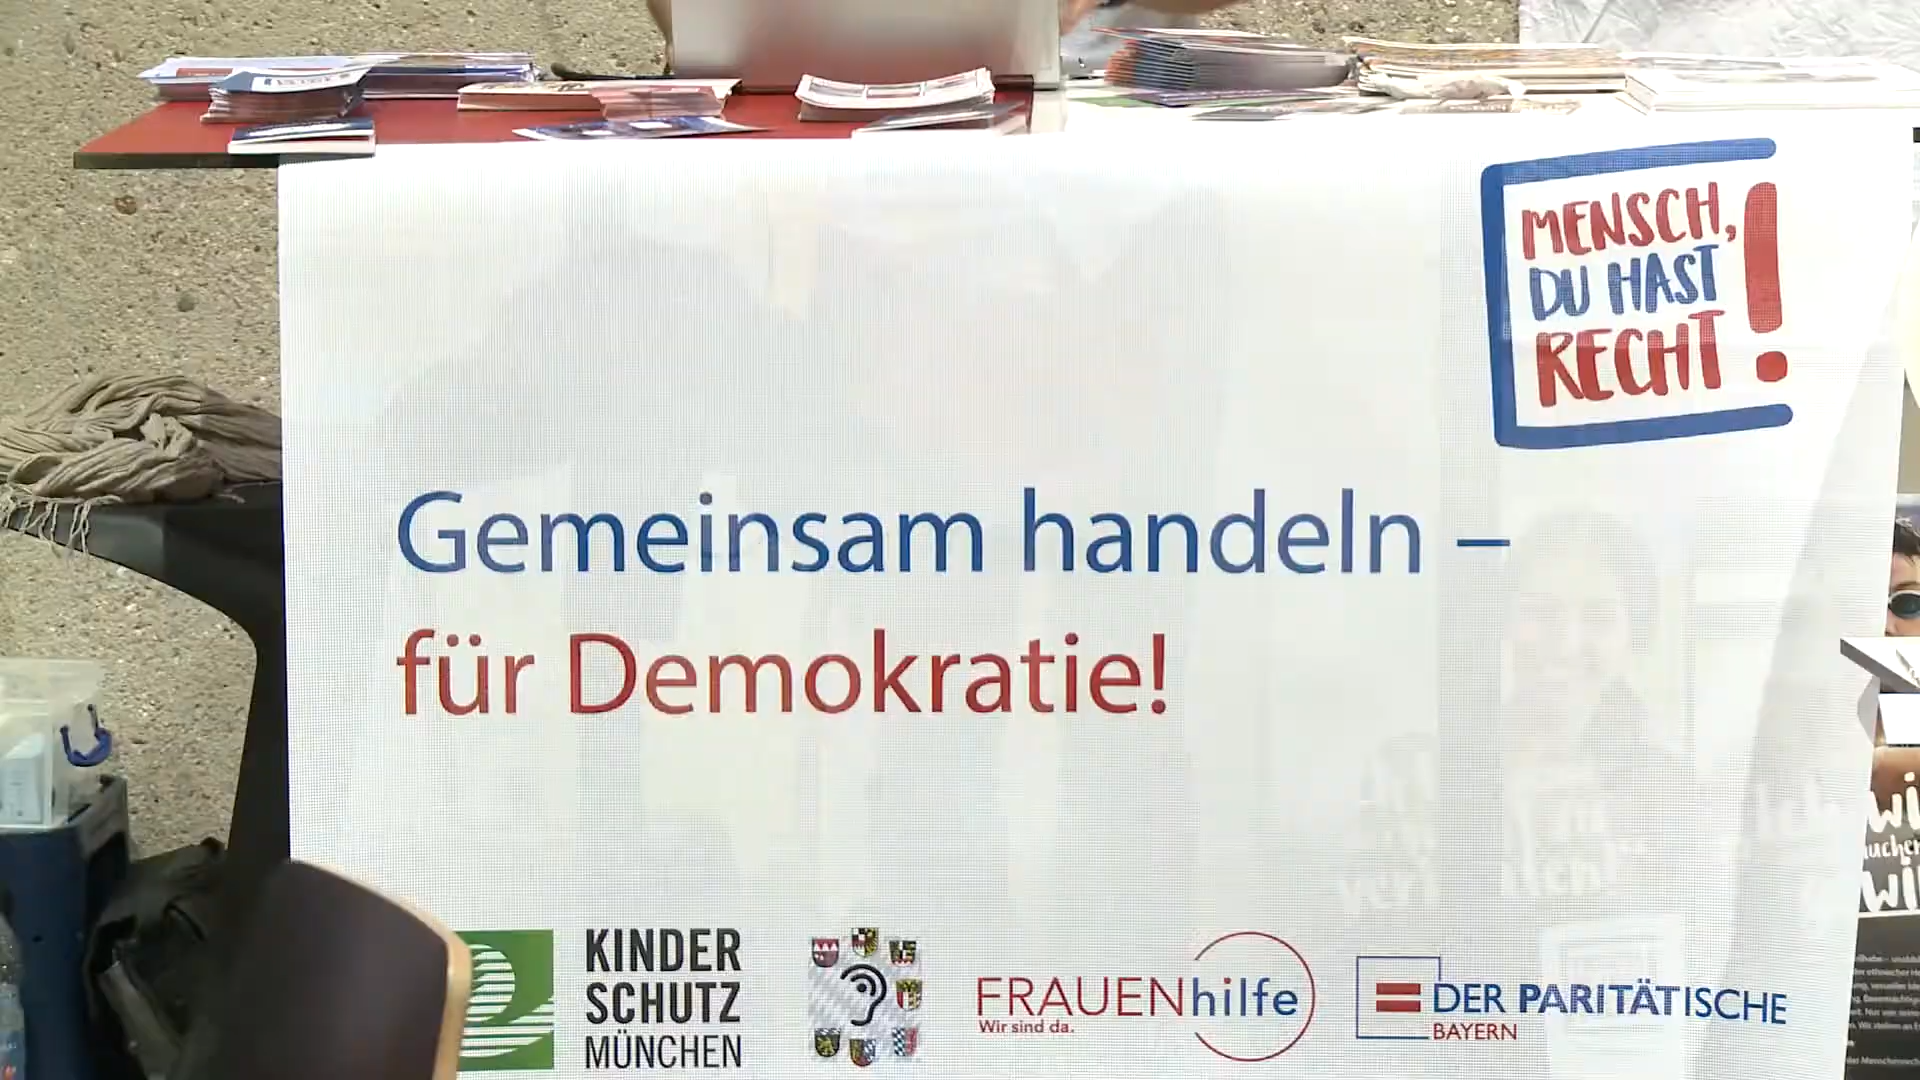 MENSCH,
DU HAST
RECHT!
Gemeinsam handeln –
für Demokratie!
KINDER
SCHUTZ
MÜNCHEN
FRAUENhilfe
Wir sind da.
DER PARITÄTISCHE
BAYERN